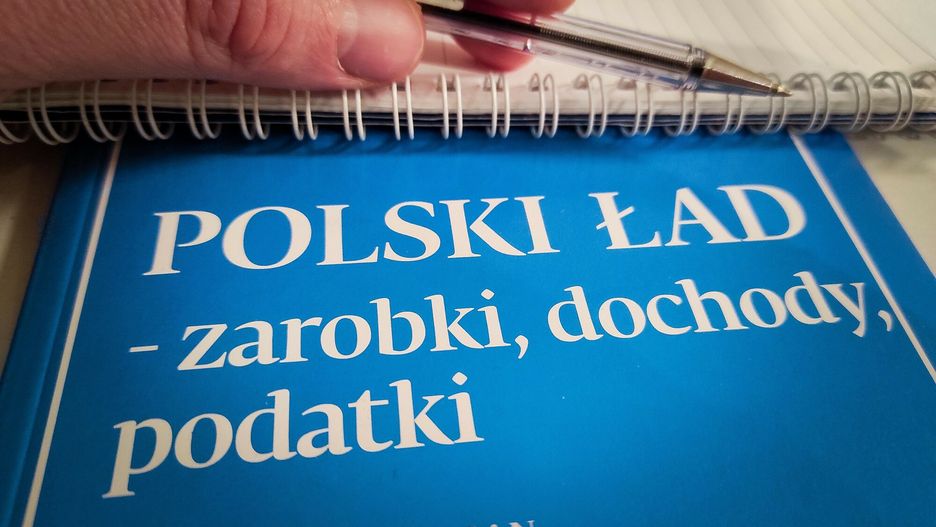 POLSKI ŁAD
- zarobki, dochody,
podatki